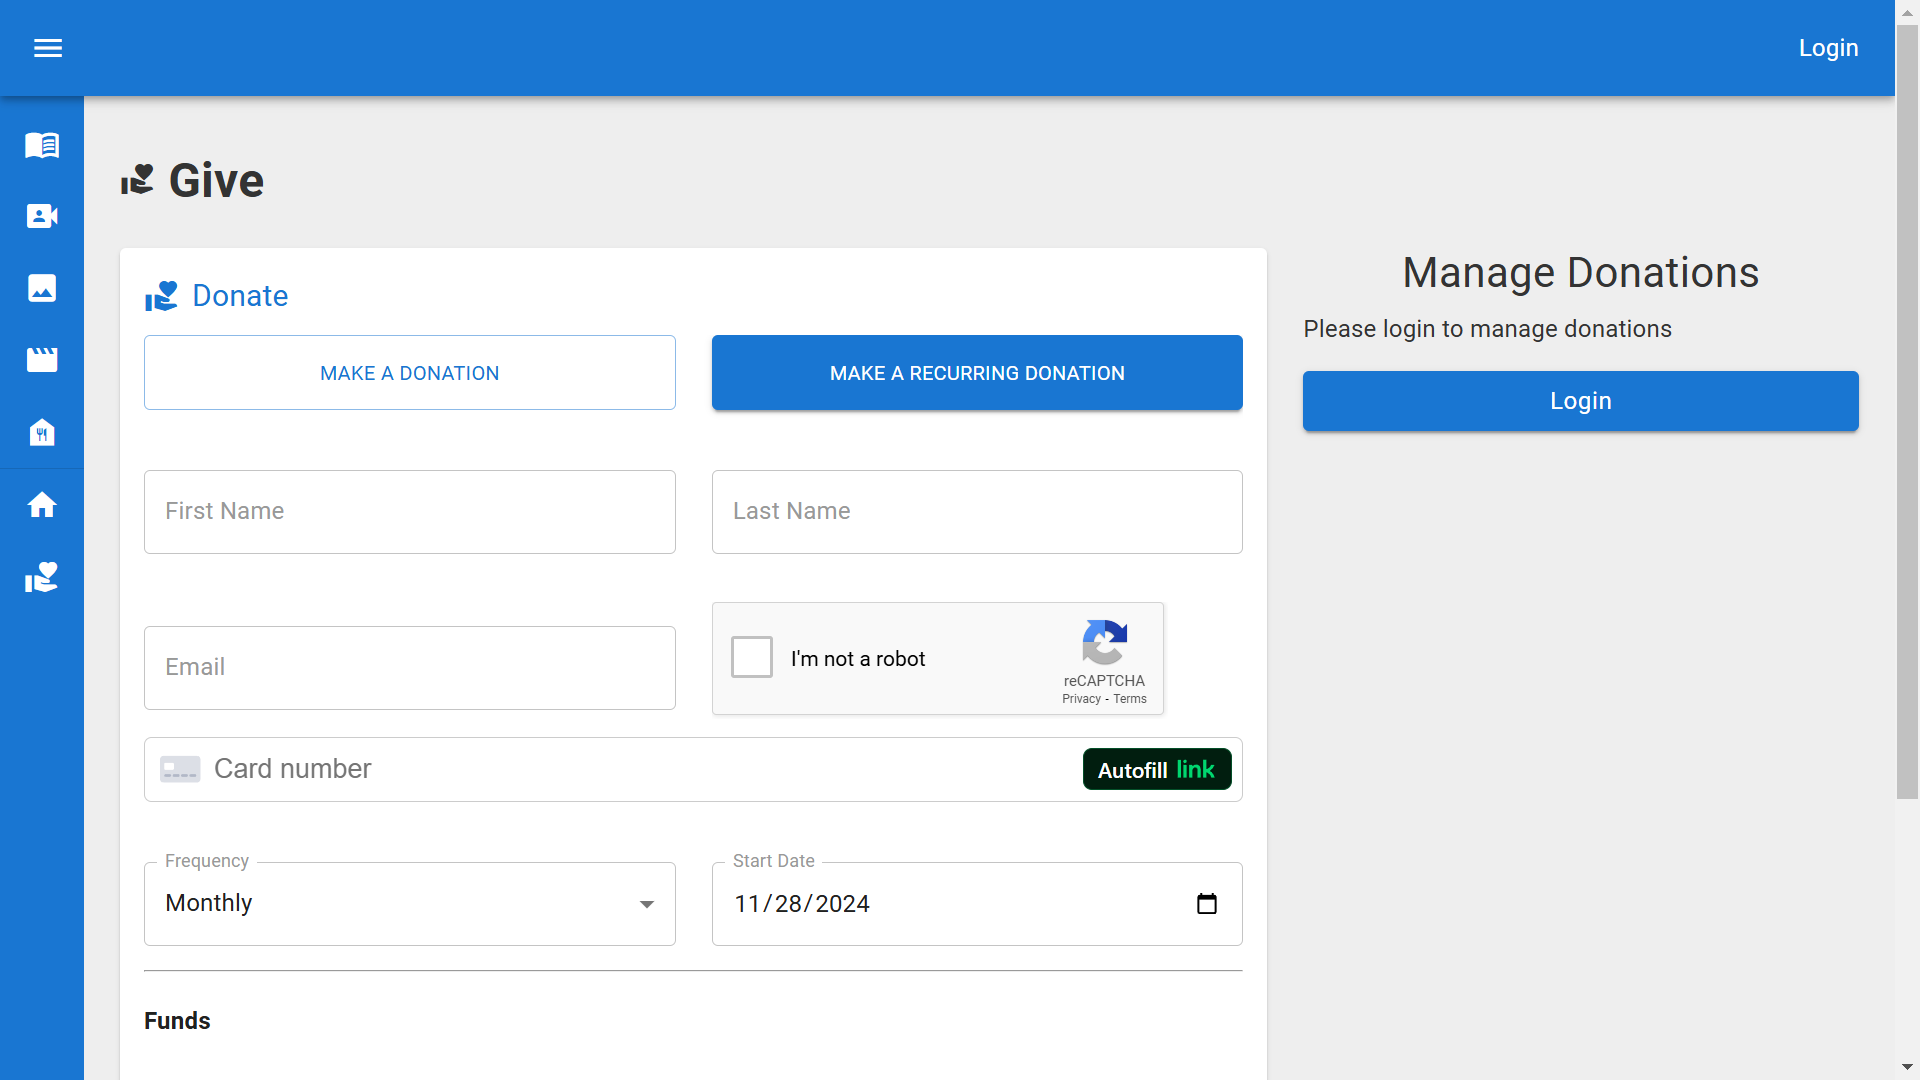 Login
Give
Donate
MAKE A DONATION
MAKE A RECURRING DONATION
First Name
Last Name
Email
I'm not a robot
reCAPTCHA
Privacy - Terms
Card number
Autofill link
Frequency
Monthly
Start Date
11/28/2024
Funds
Manage Donations
Please login to manage donations
Login